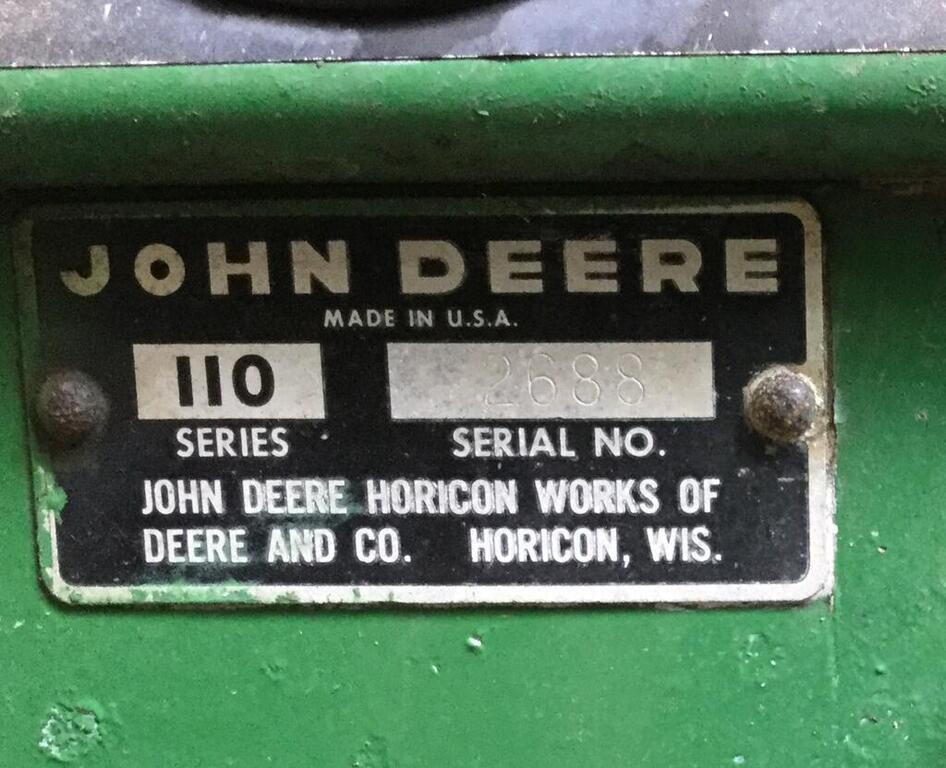 JOHN DEERE
MADE IN U.S.A.
110 2688
SERIES SERIAL NO.
JOHN DEERE HORICON WORKS OF
DEERE AND CO. HORICON, WIS.